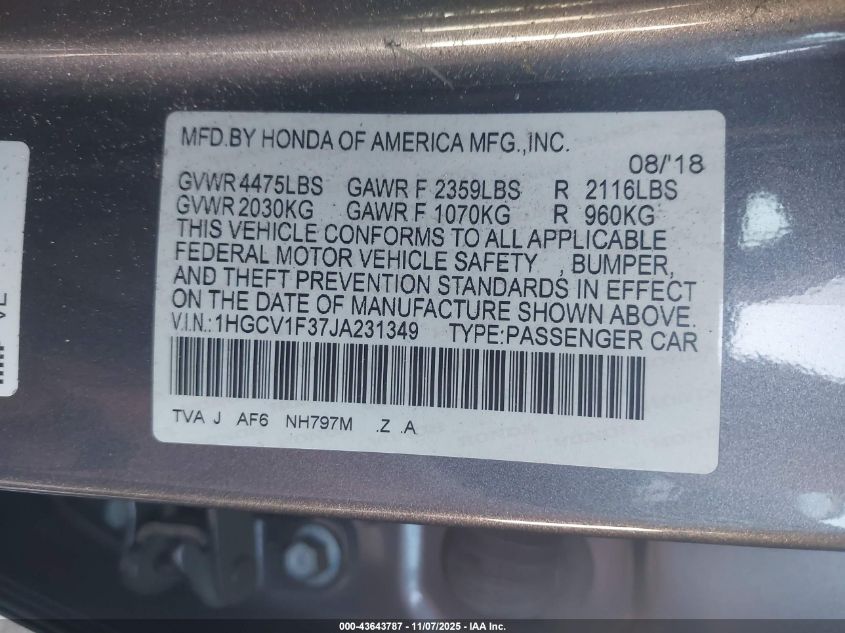 MFD.BY HONDA OF AMERICA MFG.,INC.
08/'18
GVWR 4475LBS GAWR F 2359LBS R 2116LBS
GVWR 2030KG GAWR F 1070KG R 960KG
THIS VEHICLE CONFORMS TO ALL APPLICABLE
FEDERAL MOTOR VEHICLE SAFETY , BUMPER,
AND THEFT PREVENTION STANDARDS IN EFFECT
ON THE DATE OF MANUFACTURE SHOWN ABOVE.
V.I.N.:1HGCV1F37JA231349 TYPE:PASSENGER CAR
TVA J AF6 NH797M .Z .A
000-43643787 - 11/07/2025 - IAA Inc.